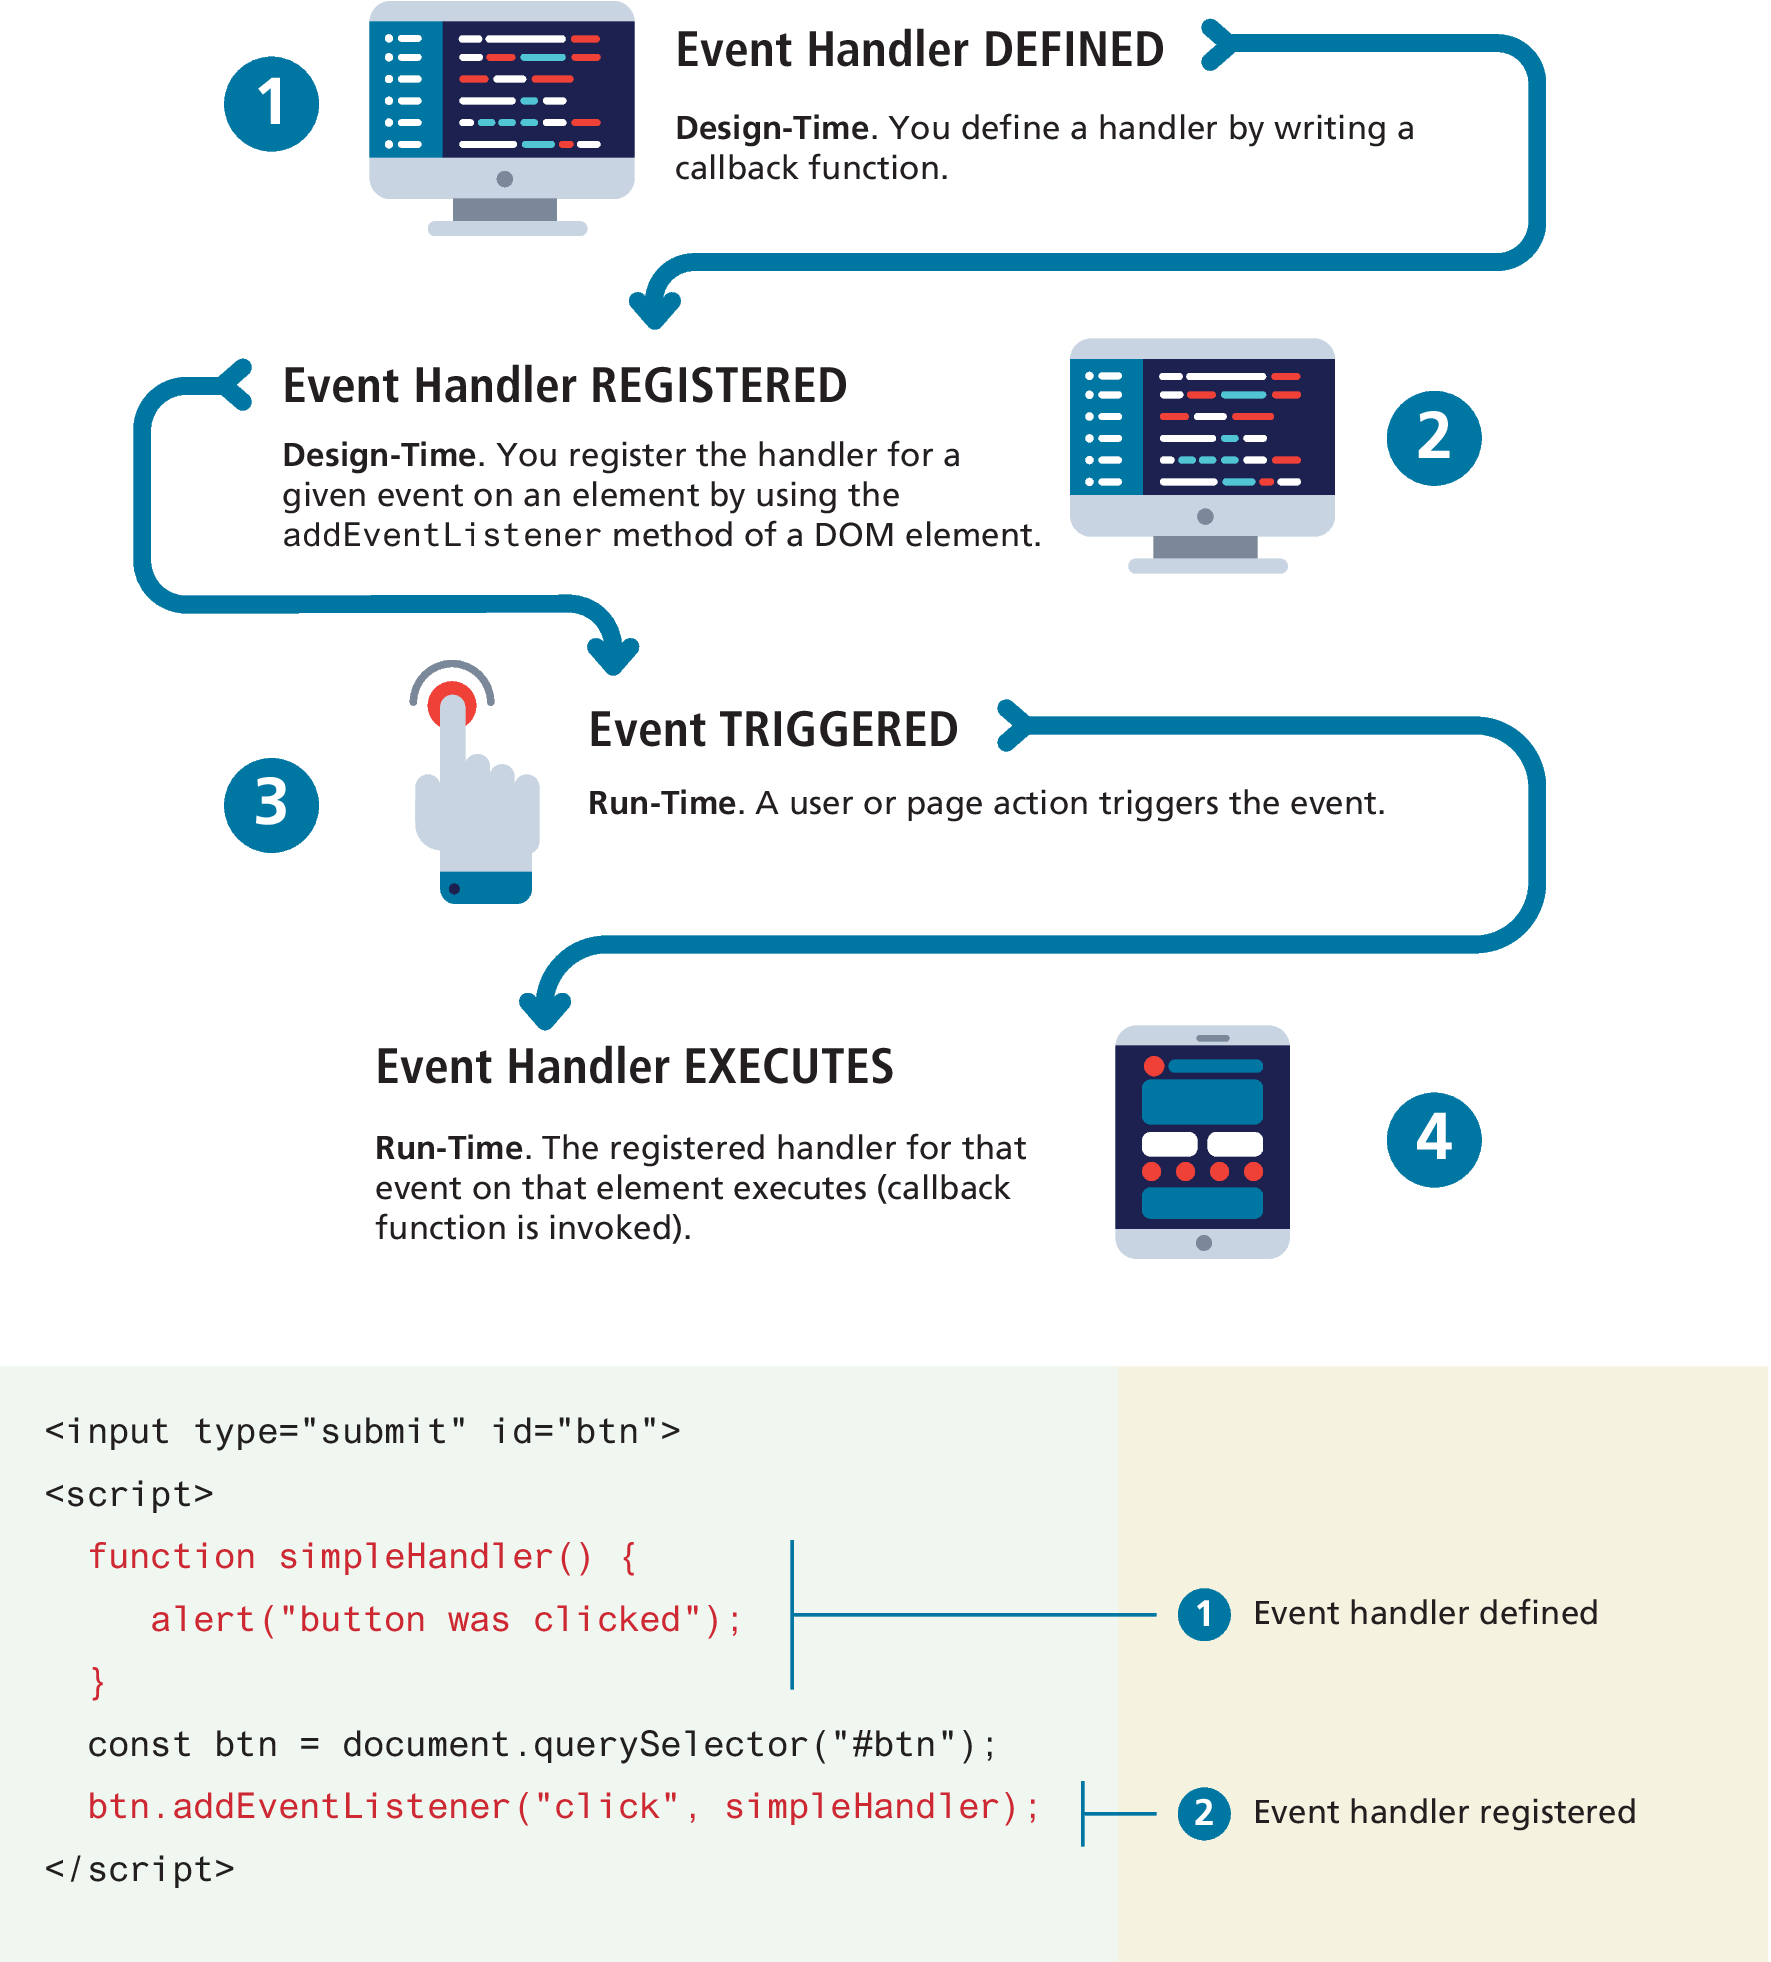 1
Event Handler DEFINED
Design-Time. You define a handler by writing a
callback function.
Event Handler REGISTERED
Design-Time. You register the handler for a
given event on an element by using the
addEventListener method of a DOM element.
2
3
Event TRIGGERED
Run-Time. A user or page action triggers the event.
Event Handler EXECUTES
Run-Time. The registered handler for that
event on that element executes (callback
function is invoked).
4
<input type="submit" id="btn">
<script>
function simpleHandler() {
alert("button was clicked");
}
1 Event handler defined
const btn = document.querySelector("#btn");
btn.addEventListener("click", simpleHandler);
2 Event handler registered
</script>